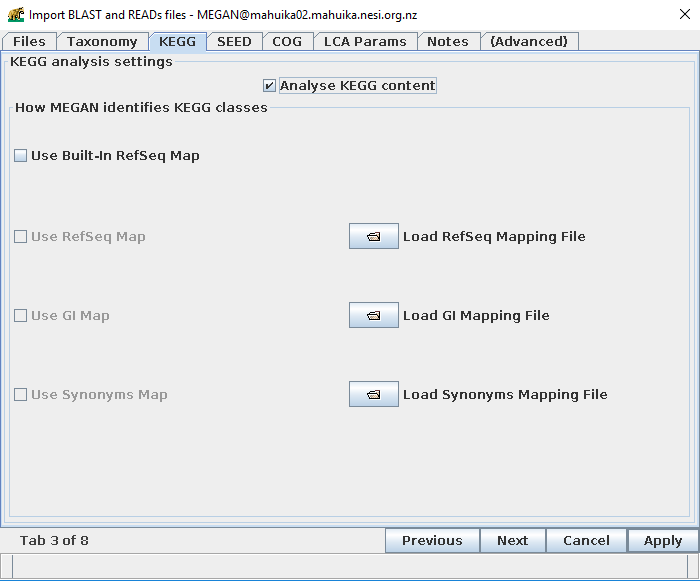 Import BLAST and READs files - MEGAN@mahuika02.mahuika.nesi.org.nz
Files Taxonomy KEGG SEED COG LCA Params Notes (Advanced)
KEGG analysis settings
Analyse KEGG content
How MEGAN identifies KEGG classes
Use Built-In RefSeq Map
Use RefSeq Map Load RefSeq Mapping File
Use GI Map Load GI Mapping File
Use Synonyms Map Load Synonyms Mapping File
Tab 3 of 8 Previous Next Cancel Apply